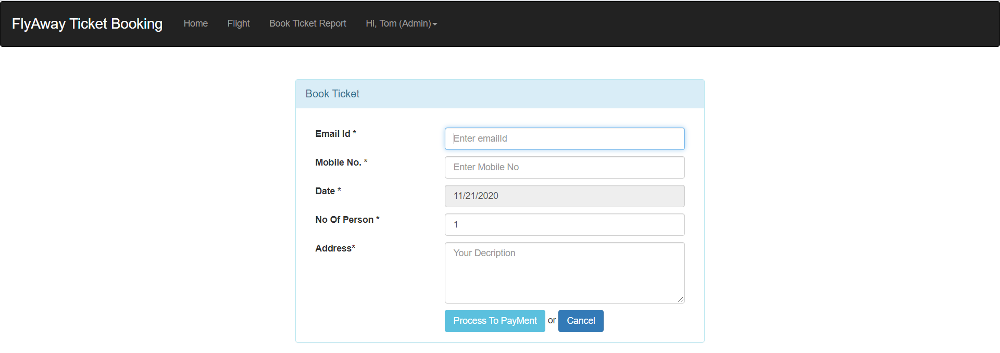 FlyAway Ticket Booking Home Flight Book Ticket Report Hi, Tom (Admin)
Book Ticket
Email Id * Enter emailId
Mobile No. * Enter Mobile No
Date * 11/21/2020
No Of Person * 1
Address* Your Decription
Process To PayMent or Cancel